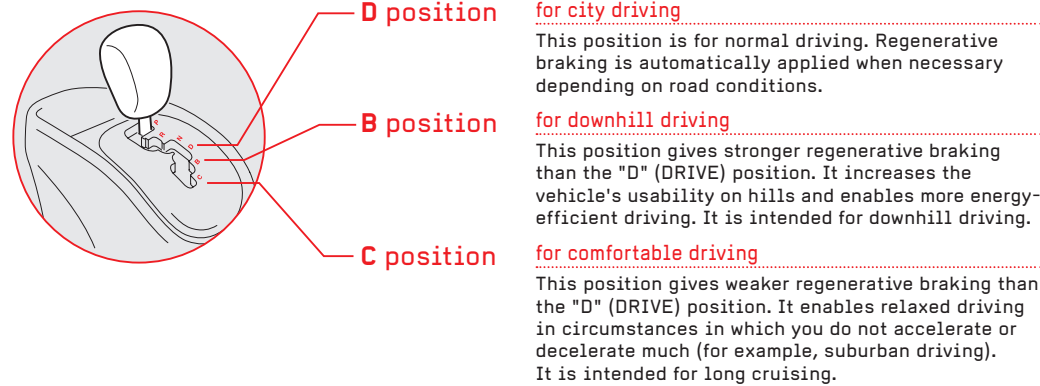 D position
for city driving
This position is for normal driving. Regenerative
braking is automatically applied when necessary
depending on road conditions.
B position
for downhill driving
This position gives stronger regenerative braking
than the "D" (DRIVE) position. It increases the
vehicle's usability on hills and enables more energy-
efficient driving. It is intended for downhill driving.
C position
for comfortable driving
This position gives weaker regenerative braking than
the "D" (DRIVE) position. It enables relaxed driving
in circumstances in which you do not accelerate or
decelerate much (for example, suburban driving).
It is intended for long cruising.
P
R
N
D
B
C